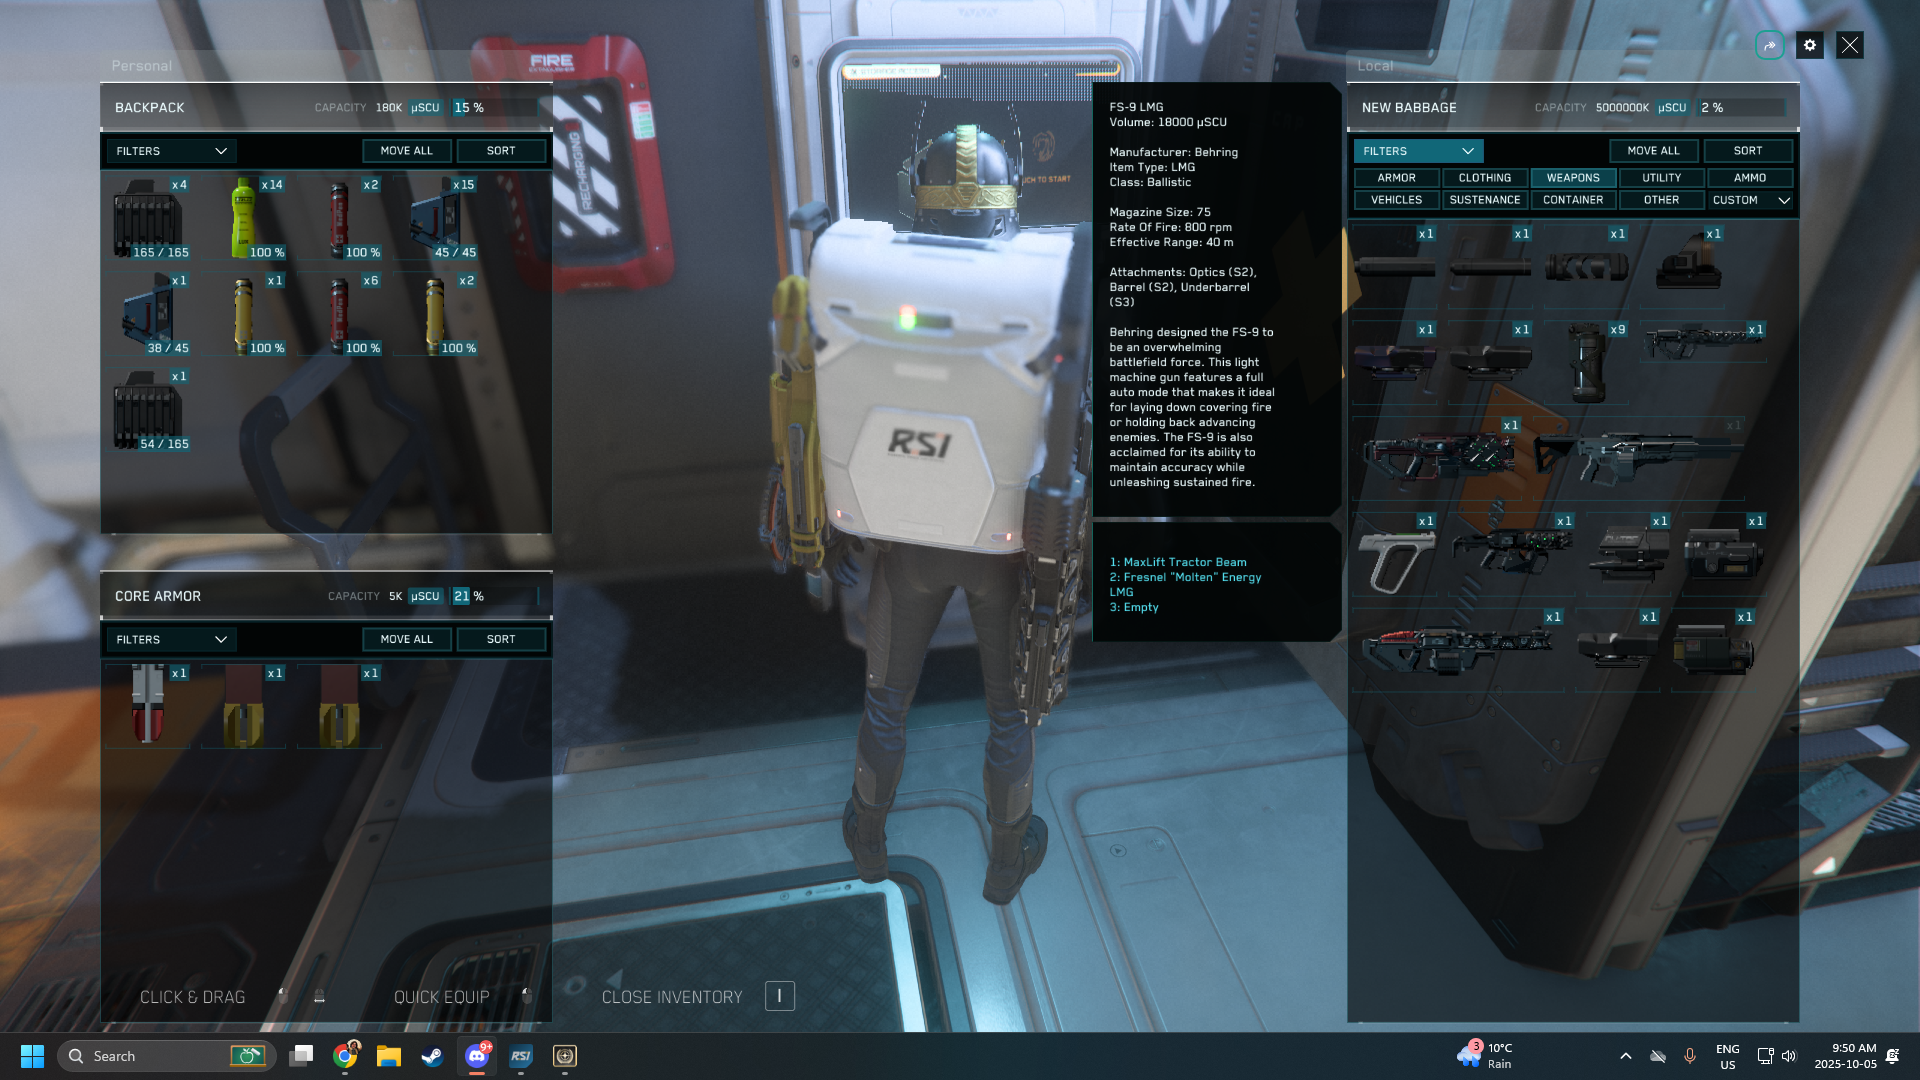 Personal
BACKPACK
CAPACITY 180K µSCU 15 %
FILTERS
MOVE ALL
SORT
x4
165 / 165
x14
100 %
x2
100 %
x15
45 / 45
x1
38 / 45
x1
100 %
x6
100 %
x2
100 %
x1
54 / 165
CORE ARMOR
CAPACITY 5K µSCU 21 %
FILTERS
MOVE ALL
SORT
x1
x1
x1
CLICK & DRAG
QUICK EQUIP
CLOSE INVENTORY
I
FIRE
EXTINGUISHER
RECHARGING
RSI
FS-9 LMG
Volume: 18000 µSCU
Manufacturer: Behring
Item Type: LMG
Class: Ballistic
Magazine Size: 75
Rate Of Fire: 800 rpm
Effective Range: 40 m
Attachments: Optics (S2),
Barrel (S2), Underbarrel
(S3)
Behring designed the FS-9 to
be an overwhelming
battlefield force. This light
machine gun features a full
auto mode that makes it ideal
for laying down covering fire
or holding back advancing
enemies. The FS-9 is also
acclaimed for its ability to
maintain accuracy while
unleashing sustained fire.
1: MaxLift Tractor Beam
2: Fresnel "Molten" Energy
LMG
3: Empty
Local
NEW BABBAGE
CAPACITY 5000000K µSCU 2 %
FILTERS
MOVE ALL
SORT
ARMOR
CLOTHING
WEAPONS
UTILITY
AMMO
VEHICLES
SUSTENANCE
CONTAINER
OTHER
CUSTOM
x1
x1
x1
x1
x1
x1
x9
x1
x1
x1
x1
x1
x1
x1
x1
x1
x1
Search
9+
RSI
3
10°C
Rain
ENG
US
9:50 AM
2025-10-05